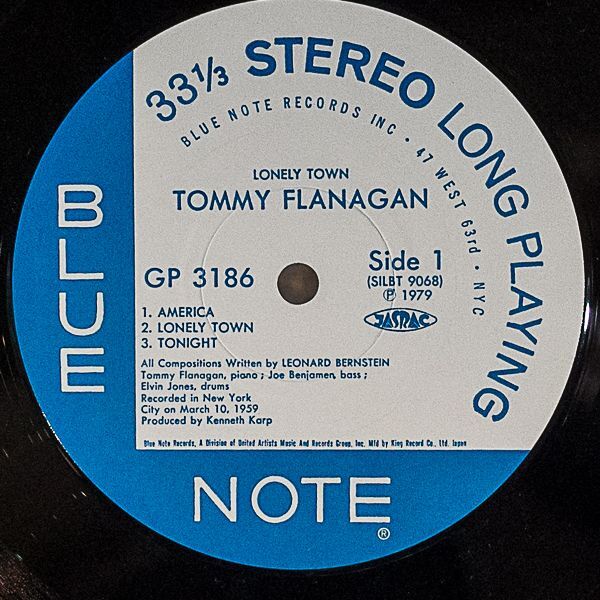 33⅓ STEREO LONG PLAYING
BLUE NOTE RECORDS INC • 47 WEST 63rd • NYC
LONELY TOWN
TOMMY FLANAGAN
BLUE
GP 3186
Side 1
(SILBT 9068)
Ⓟ 1979
JASRAC
1. AMERICA
2. LONELY TOWN
3. TONIGHT
All Compositions Written by LEONARD BERNSTEIN
Tommy Flanagan, piano ; Joe Benjamen, bass ;
Elvin Jones, drums
Recorded in New York
City on March 10, 1959
Produced by Kenneth Karp
Blue Note Records, A Division of United Artists Music And Records Group, Inc. Mfd by King Record Co., Ltd. Japan
NOTE
®